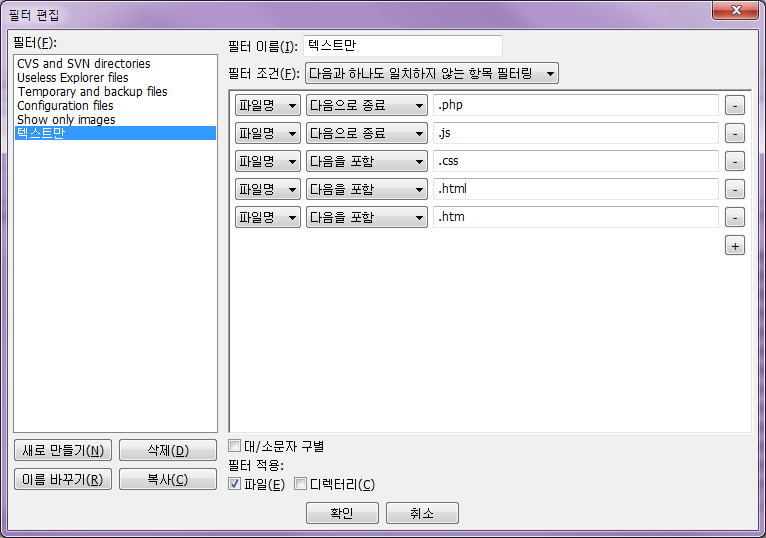 필터 편집
필터(F):
CVS and SVN directories
Useless Explorer files
Temporary and backup files
Configuration files
Show only images
텍스트만
새로 만들기(N) 삭제(D)
이름 바꾸기(R) 복사(C)
필터 이름(I): 텍스트만
필터 조건(F): 다음과 하나도 일치하지 않는 항목 필터링
파일명 다음으로 종료 .php -
파일명 다음으로 종료 .js -
파일명 다음을 포함 .css -
파일명 다음을 포함 .html -
파일명 다음을 포함 .htm -
+
대/소문자 구별
필터 적용:
파일(E) 디렉터리(C)
확인 취소